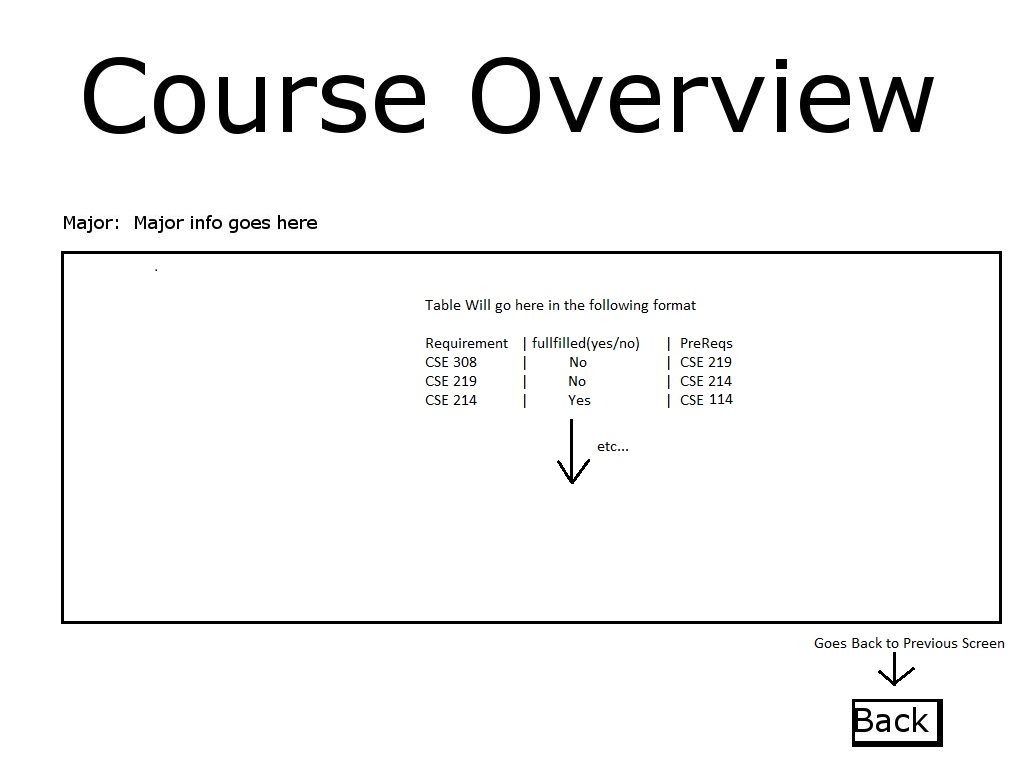 Course Overview
Major: Major info goes here
Table Will go here in the following format
Requirement | fullfilled(yes/no) | PreReqs
CSE 308 | No | CSE 219
CSE 219 | No | CSE 214
CSE 214 | Yes | CSE 114
etc...
Goes Back to Previous Screen
Back